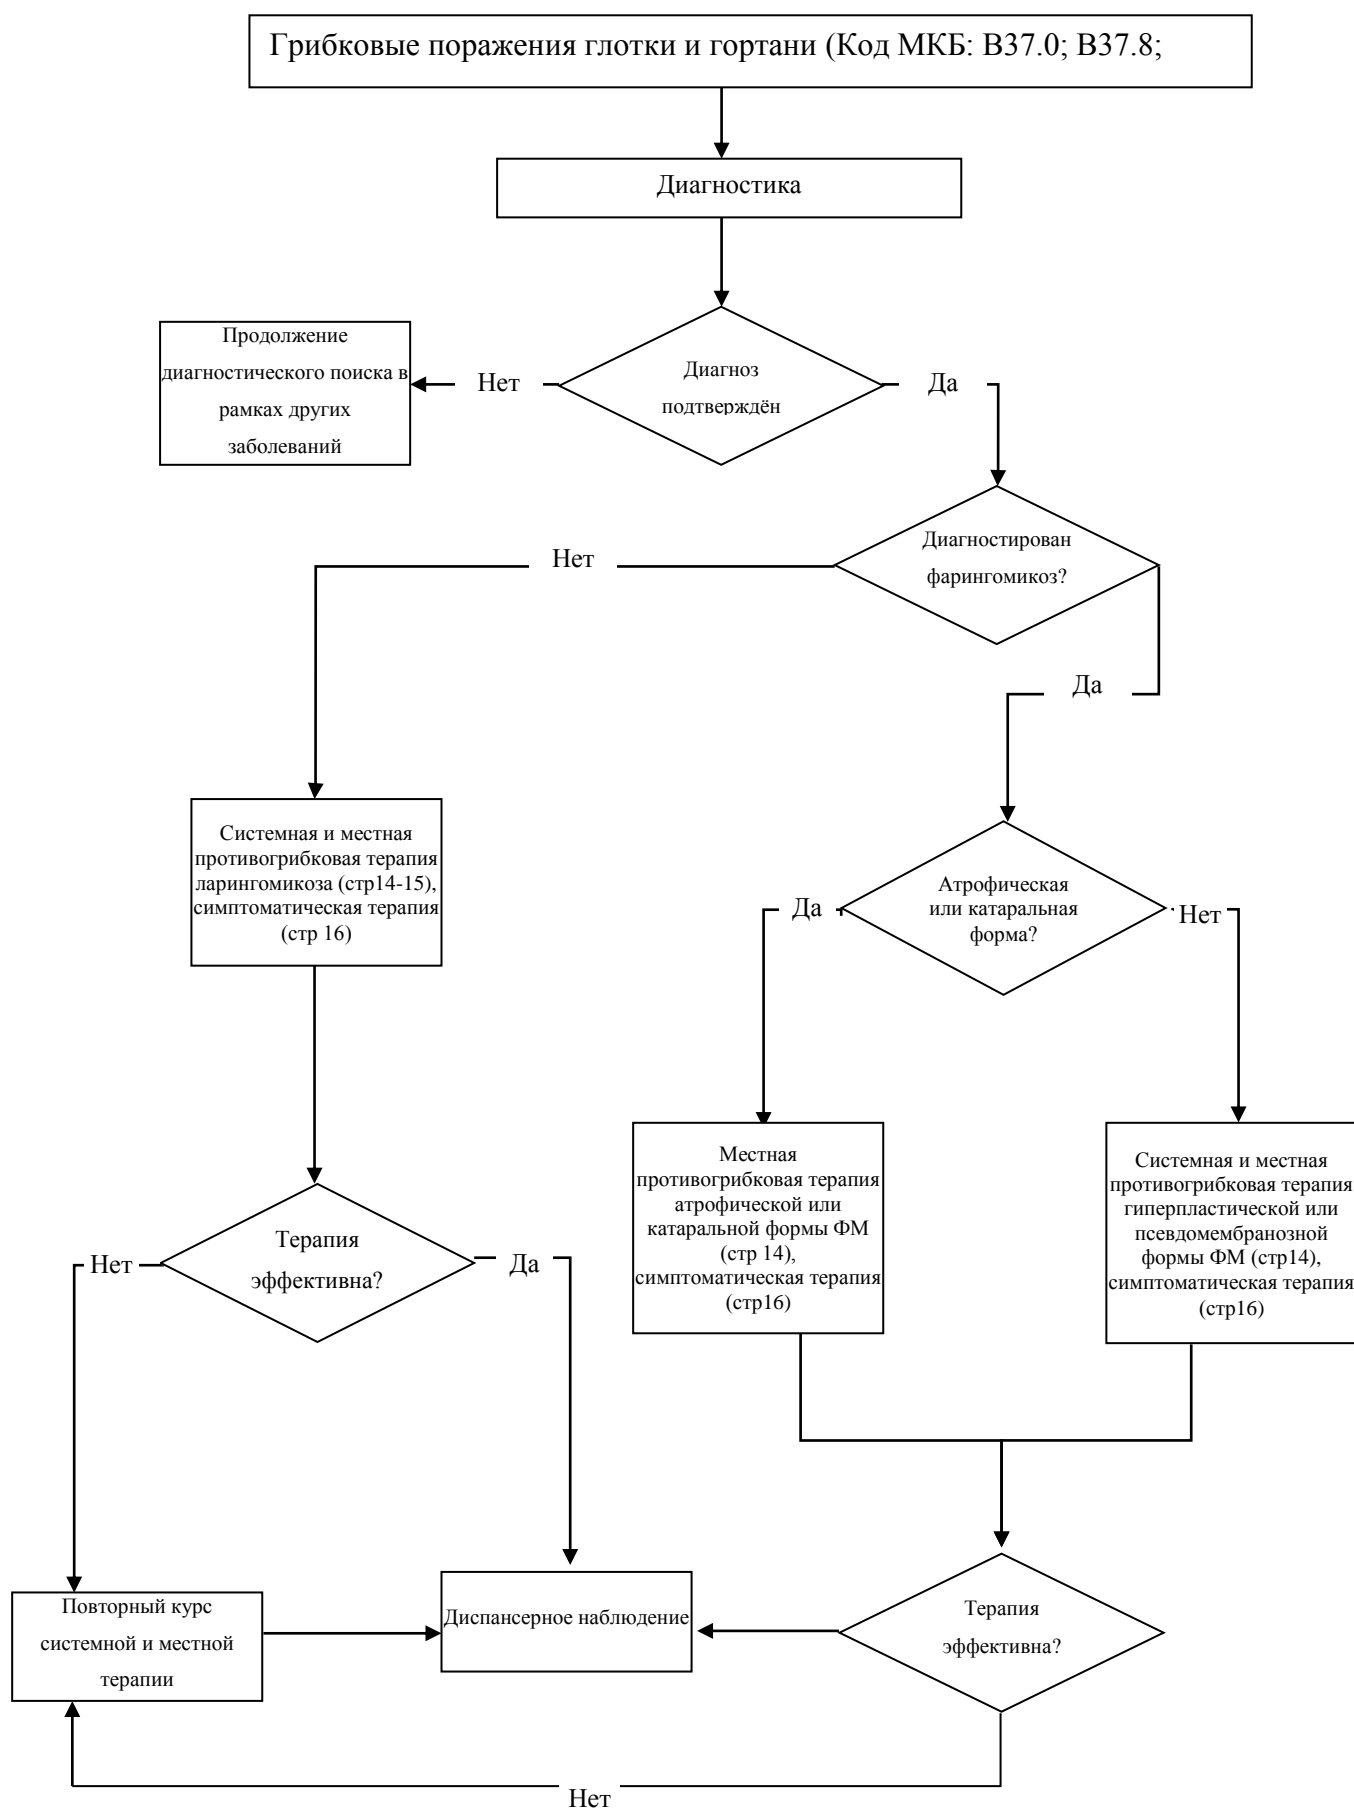 Грибковые поражения глотки и гортани (Код МКБ: B37.0; B37.8;
Диагностика
Продолжение
диагностического поиска в
рамках других
заболеваний
Нет
Диагноз
подтверждён
Да
Диагностирован
фарингомикоз?
Нет
Да
Системная и местная
противогрибковая терапия
ларингомикоза (стр14-15),
симптоматическая терапия
(стр 16)
Атрофическая
или катаральная
форма?
Да
Нет
Местная
противогрибковая терапия
атрофической или
катаральной формы ФМ
(стр 14),
симптоматическая терапия
(стр16)
Системная и местная
противогрибковая терапия
гиперпластической или
псевдомембранозной
формы ФМ (стр14),
симптоматическая терапия
(стр16)
Терапия
эффективна?
Нет
Да
Повторный курс
системной и местной
терапии
Диспансерное наблюдение
Терапия
эффективна?
Нет